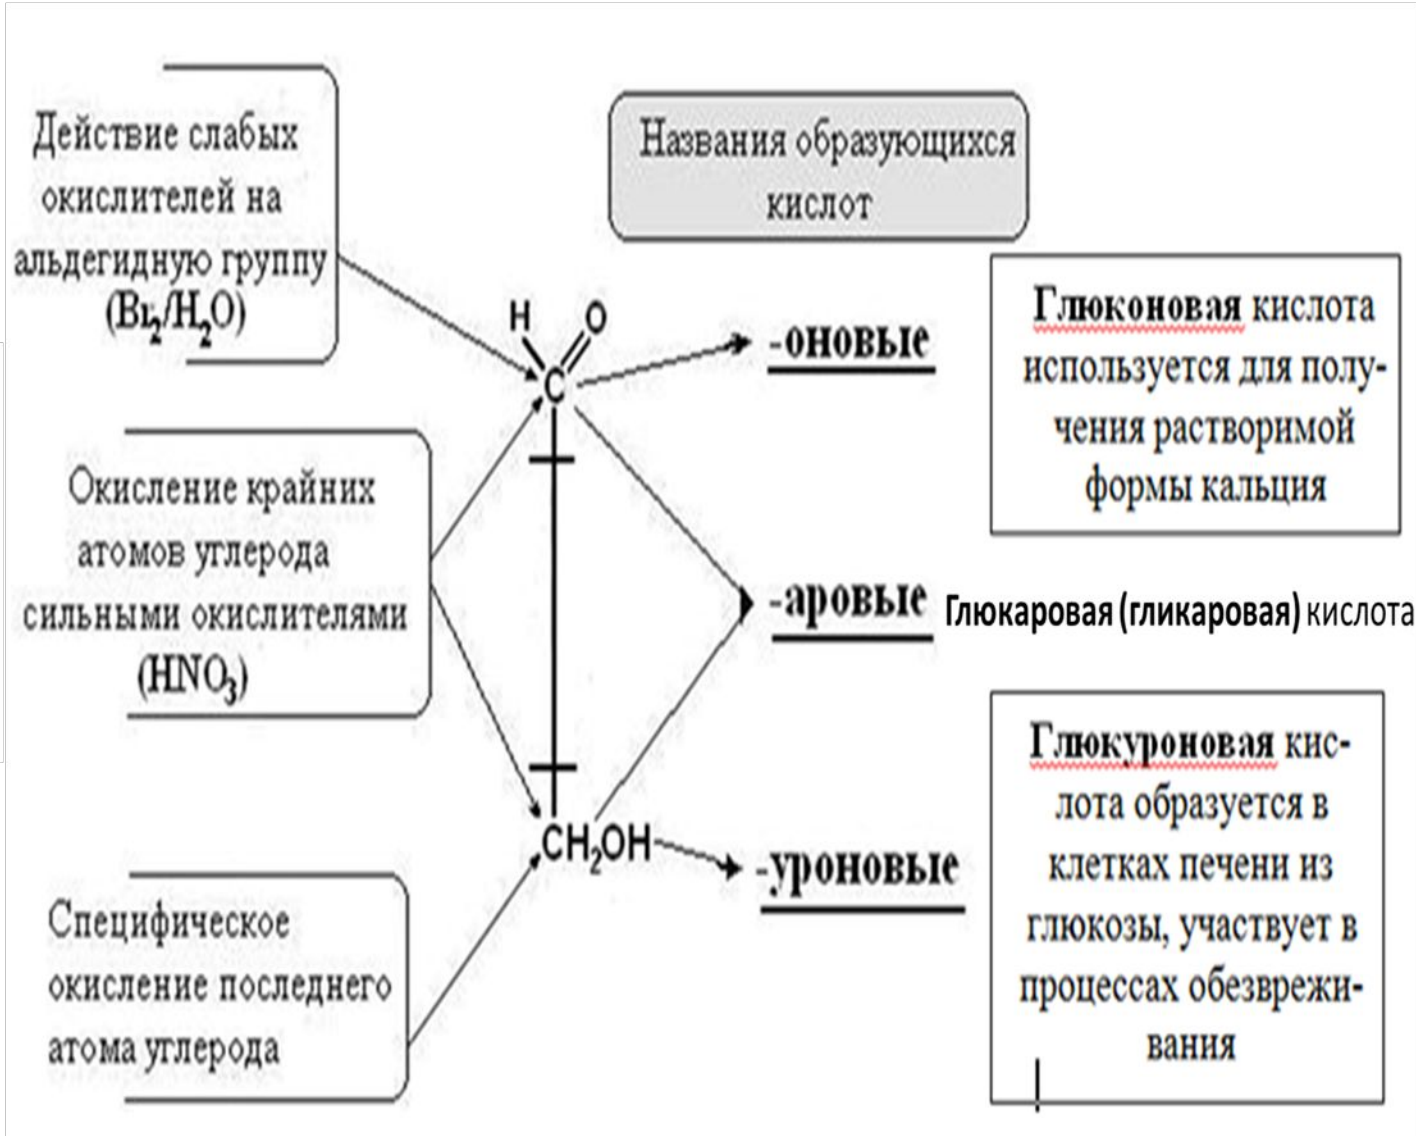 Действие слабых
окислителей на
альдегидную группу
(Br₂/H₂O)
Названия образующихся
кислот
H
O
C
-оновые
Глюконовая кислота
используется для полу-
чения растворимой
формы кальция
Окисление крайних
атомов углерода
сильными окислителями
(HNO₃)
-аровые Глюкаровая (гликаровая) кислота
CH₂OH
-уроновые
Глюкуроновая кис-
лота образуется в
клетках печени из
глюкозы, участвует в
процессах обезврежи-
вания
Специфическое
окисление последнего
атома углерода